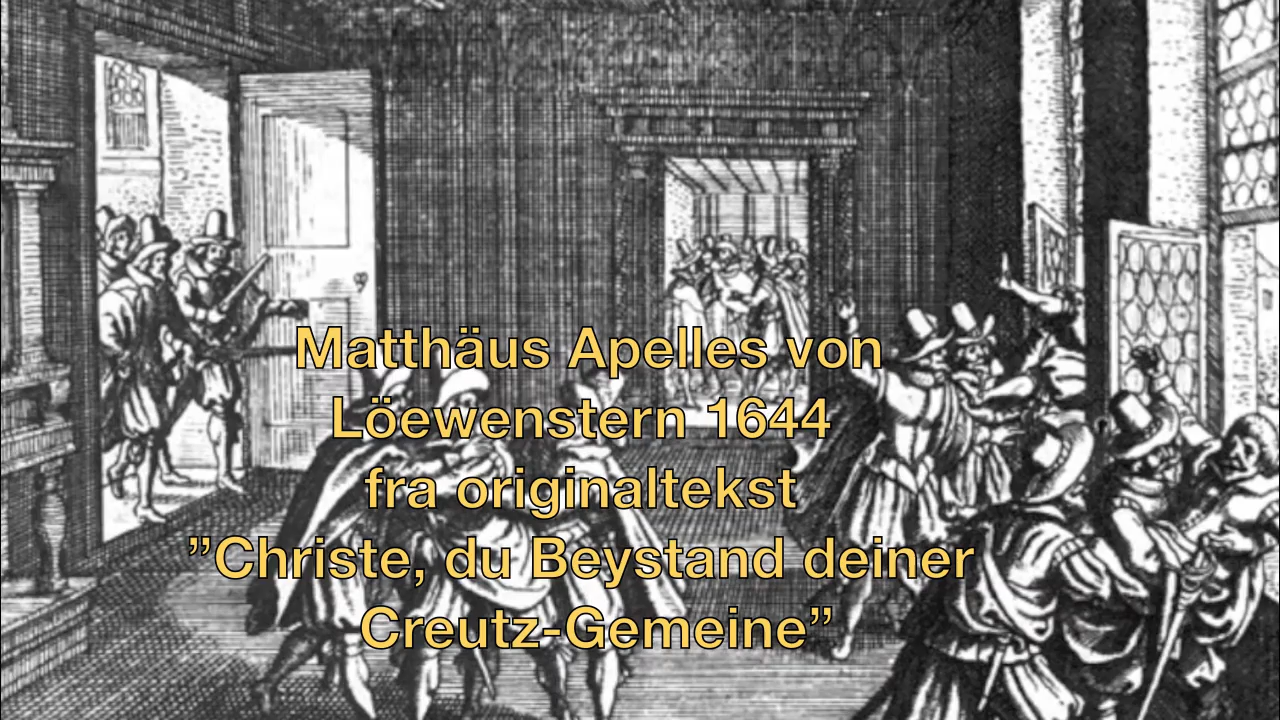 Matthäus Apelles von
Löewenstern 1644
fra originaltekst
”Christe, du Beystand deiner
Creutz-Gemeine”